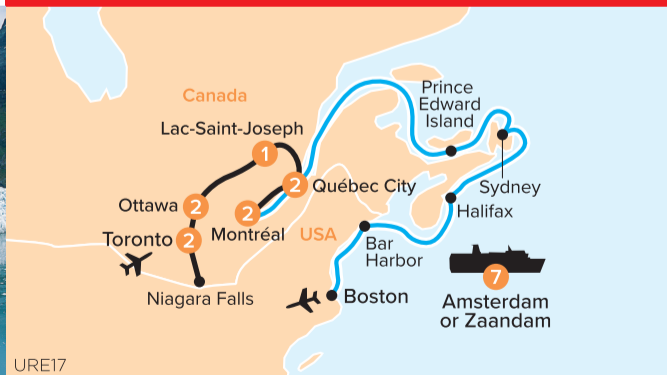 Canada
Prince
Edward
Island
Lac-Saint-Joseph
1
2
Québec City
Sydney
Ottawa
2
2
Montréal
USA
Halifax
Toronto
2
Bar
Harbor
7
Niagara Falls
Boston
Amsterdam
or Zaandam
URE17